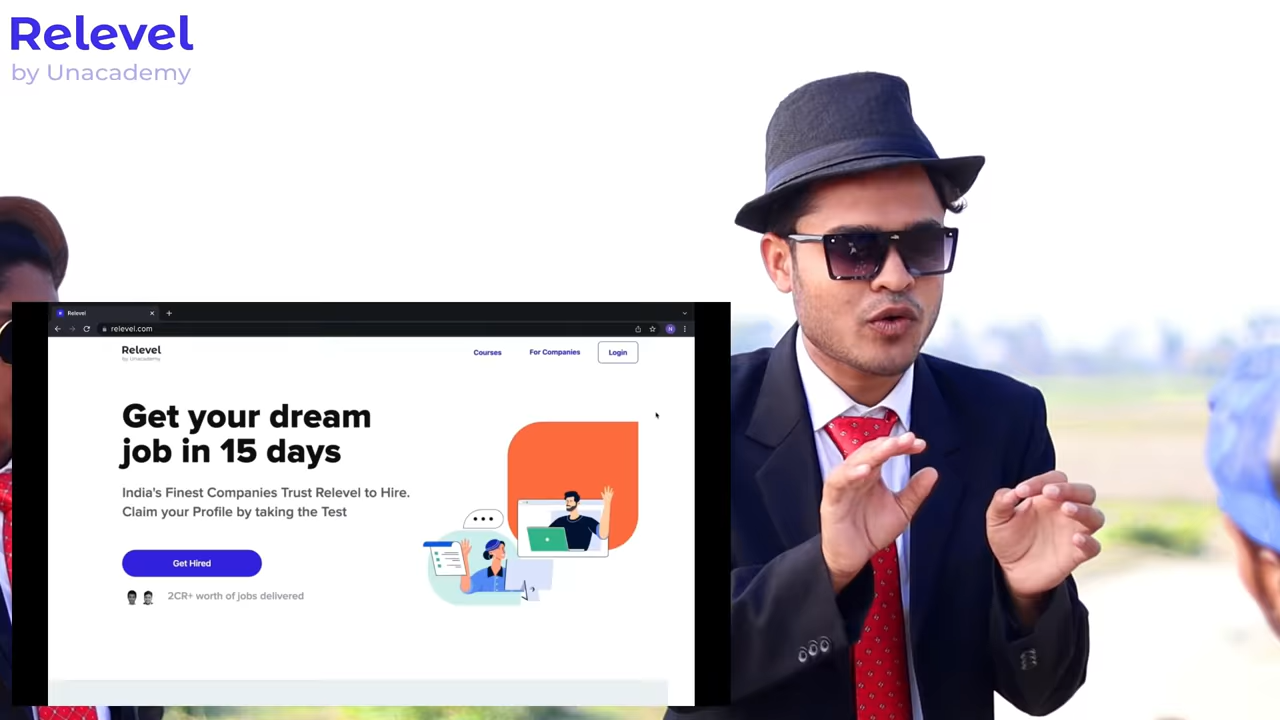 Relevel
by Unacademy
Relevel
relevel.com
N
Relevel
by Unacademy
Courses
For Companies
Login
Get your dream
job in 15 days
India's Finest Companies Trust Relevel to Hire.
Claim your Profile by taking the Test
Get Hired
2CR+ worth of jobs delivered